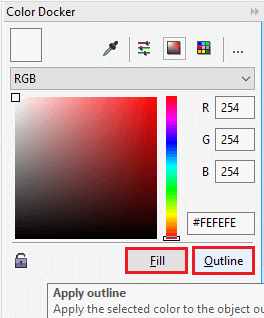 Color Docker
...
RGB
R 254
G 254
B 254
#FEFEFE
Fill Outline
Apply outline
Apply the selected color to the object ou